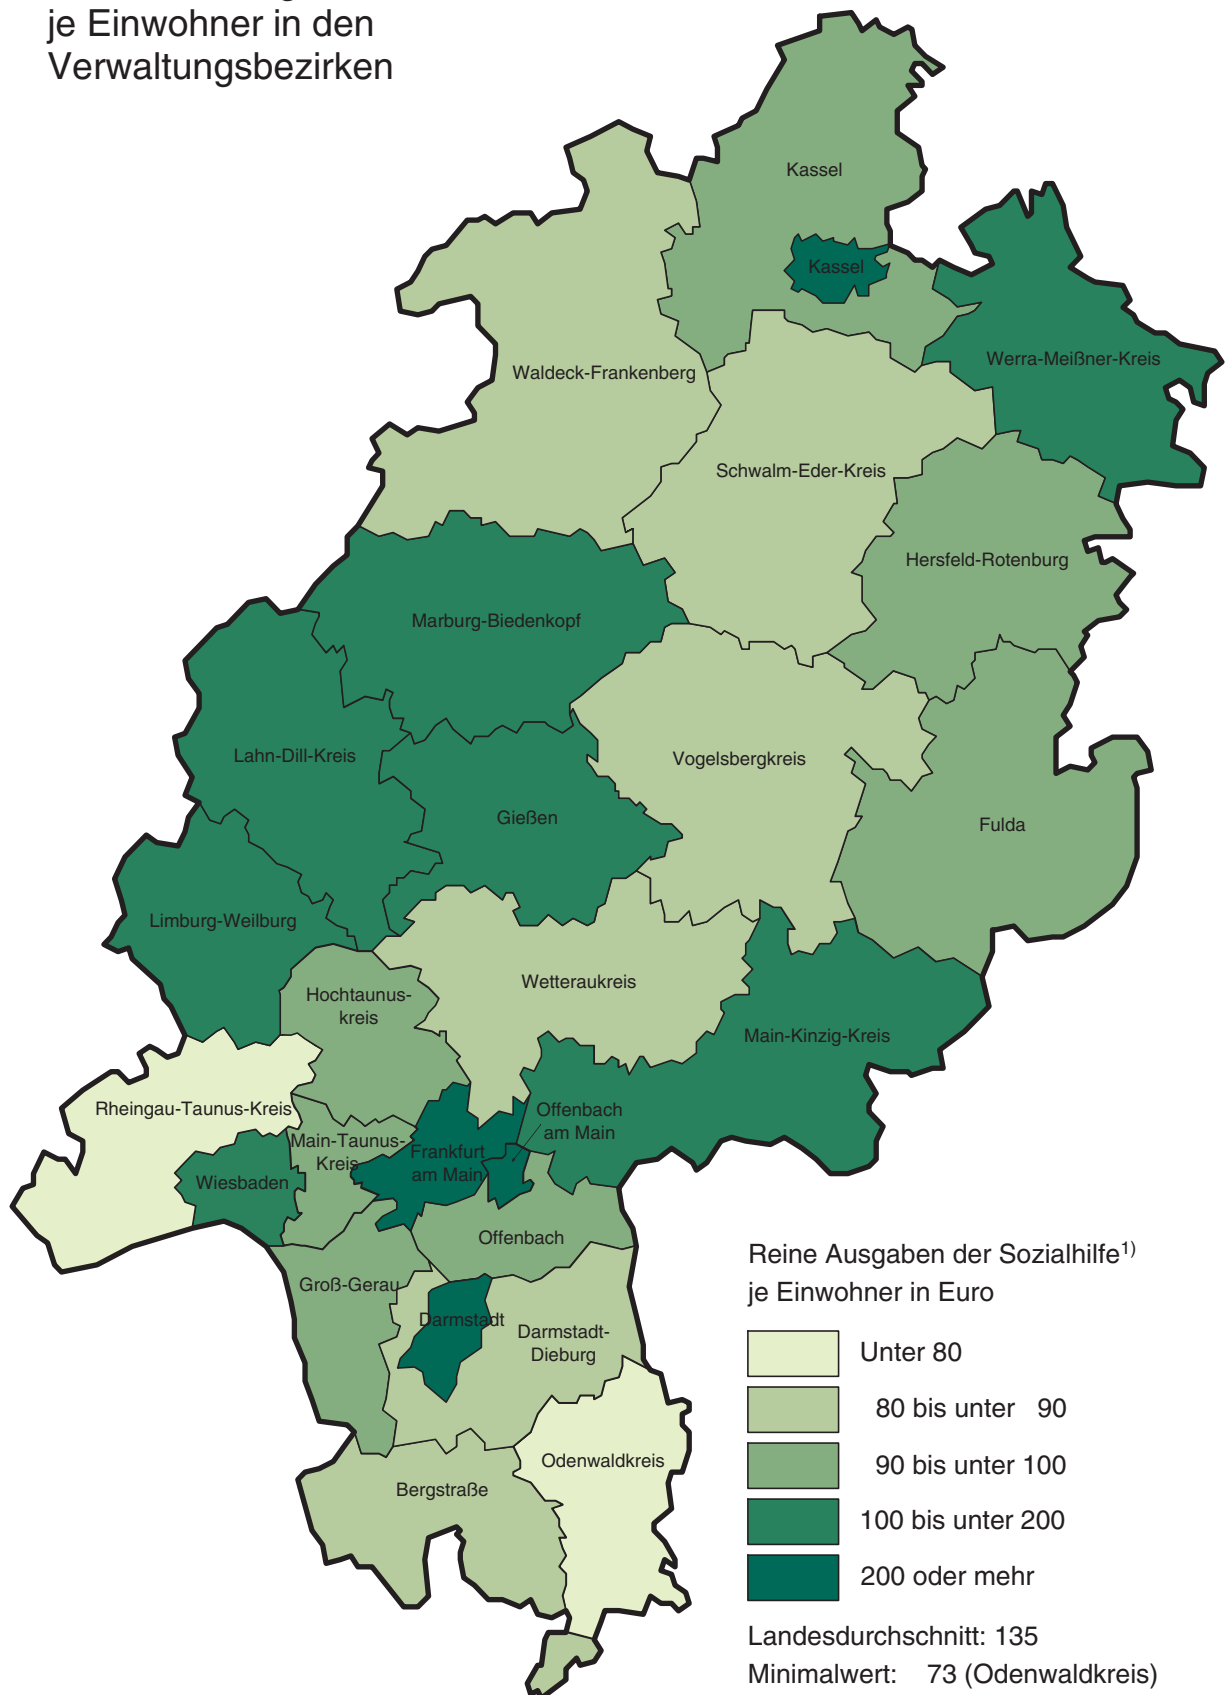 je Einwohner in den
Verwaltungsbezirken
Kassel
Kassel
Werra-Meißner-Kreis
Waldeck-Frankenberg
Schwalm-Eder-Kreis
Hersfeld-Rotenburg
Marburg-Biedenkopf
Lahn-Dill-Kreis
Vogelsbergkreis
Gießen
Fulda
Limburg-Weilburg
Wetteraukreis
Hochtaunus-
kreis
Main-Kinzig-Kreis
Rheingau-Taunus-Kreis
Offenbach
am Main
Main-Taunus-
Kreis
Frankfurt
am Main
Wiesbaden
Offenbach
Groß-Gerau
Darmstadt
Darmstadt-
Dieburg
Odenwaldkreis
Bergstraße
Reine Ausgaben der Sozialhilfe1)
je Einwohner in Euro
Unter 80
80 bis unter 90
90 bis unter 100
100 bis unter 200
200 oder mehr
Landesdurchschnitt: 135
Minimalwert: 73 (Odenwaldkreis)